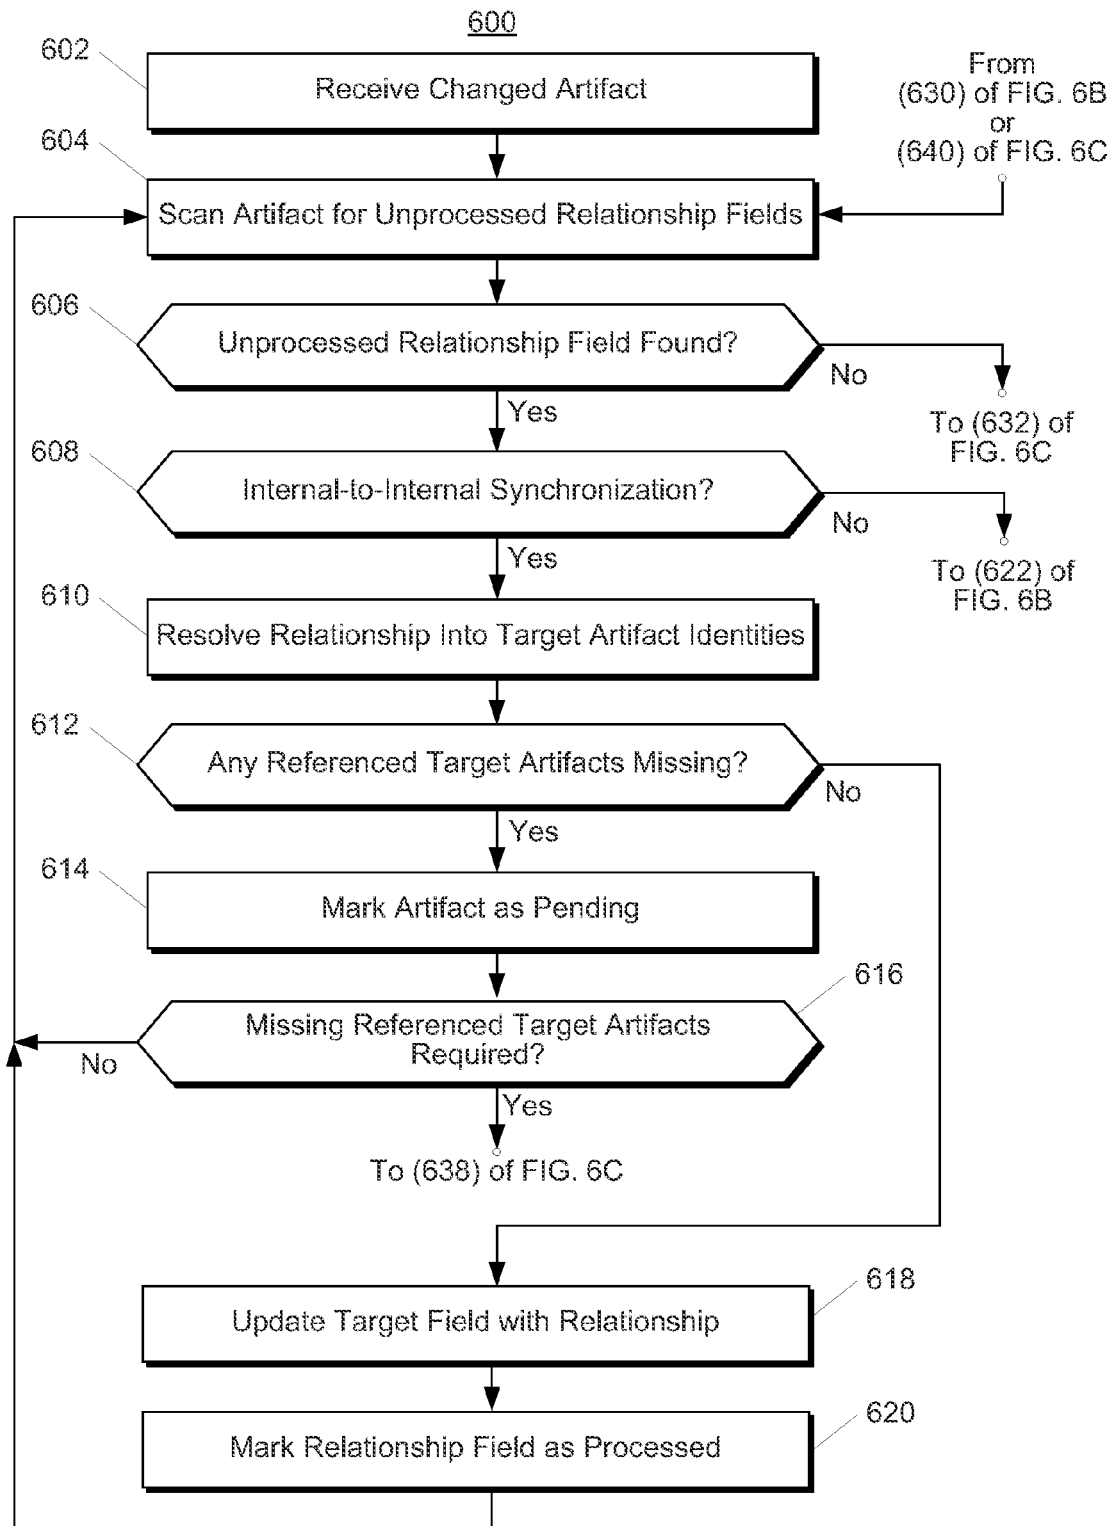 600
602
Receive Changed Artifact
From
(630) of FIG. 6B
or
(640) of FIG. 6C
604
Scan Artifact for Unprocessed Relationship Fields
606
Unprocessed Relationship Field Found?
No
To (632) of
FIG. 6C
Yes
608
Internal-to-Internal Synchronization?
No
To (622) of
FIG. 6B
Yes
610
Resolve Relationship Into Target Artifact Identities
612
Any Referenced Target Artifacts Missing?
No
Yes
614
Mark Artifact as Pending
616
Missing Referenced Target Artifacts
Required?
No
Yes
To (638) of FIG. 6C
618
Update Target Field with Relationship
620
Mark Relationship Field as Processed